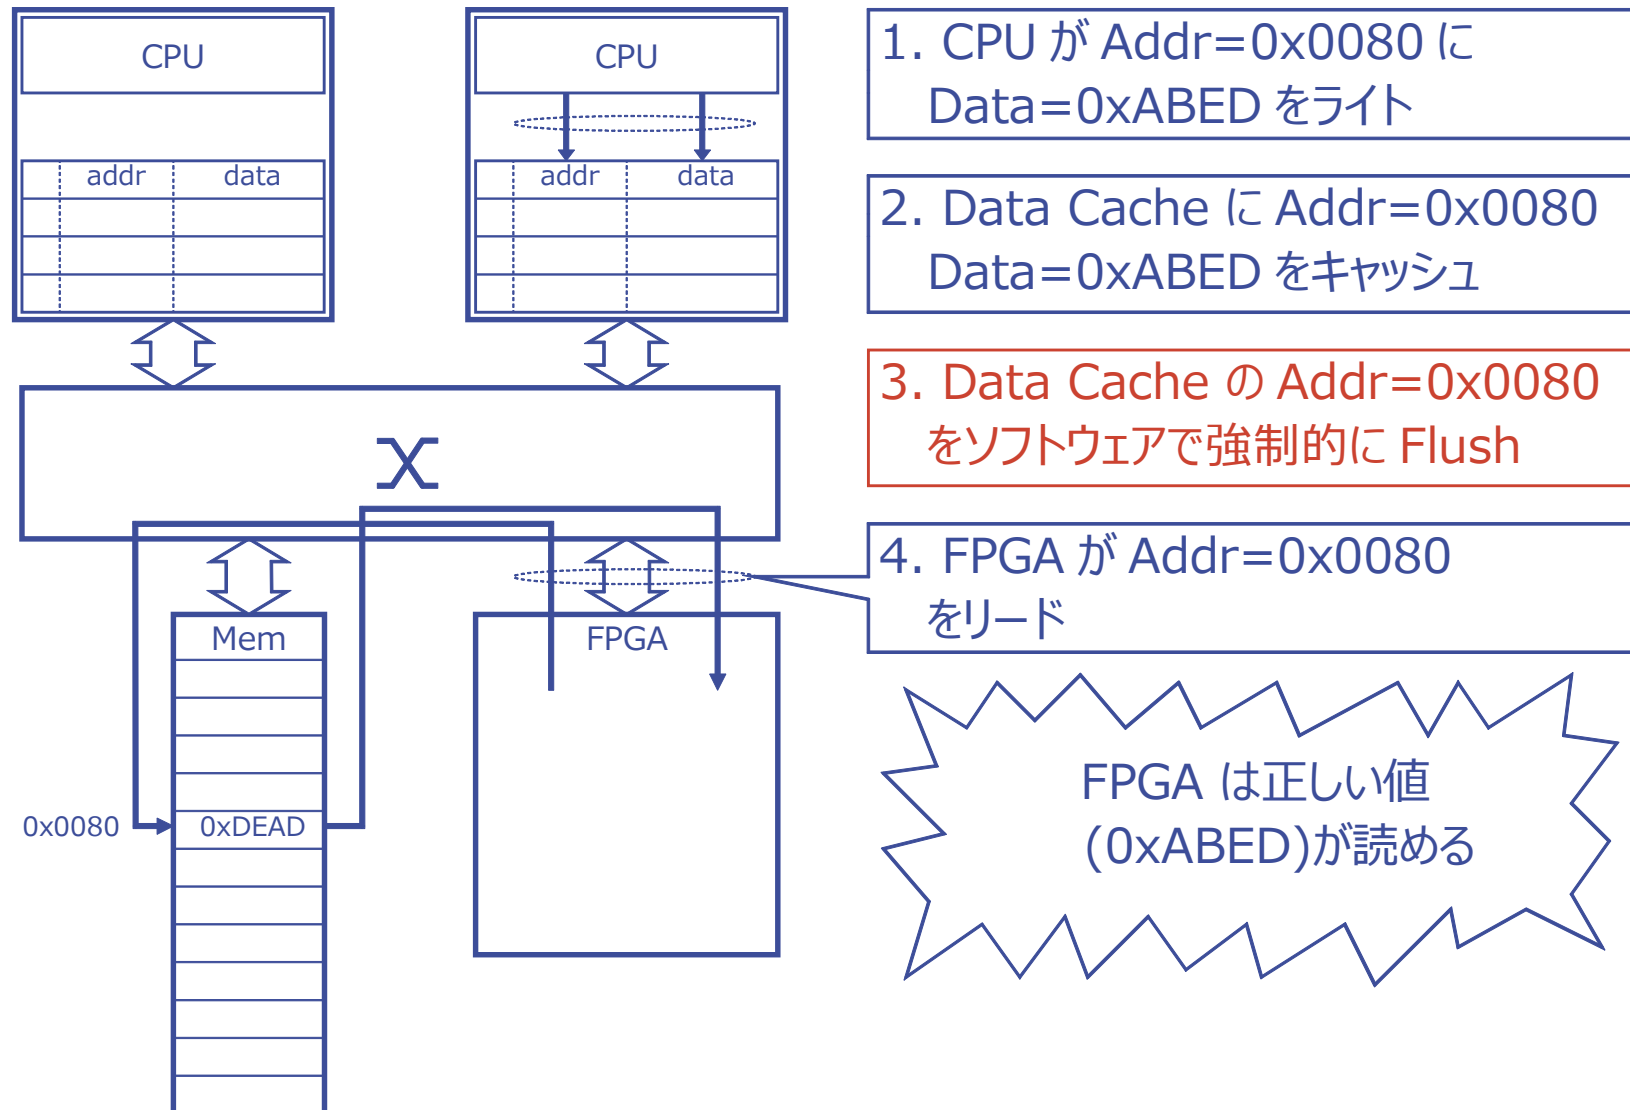 CPU
CPU
addr data
addr data
1. CPU が Addr=0x0080 に
Data=0xABED をライト
2. Data Cache に Addr=0x0080
Data=0xABED をキャッシュ
3. Data Cache の Addr=0x0080
をソフトウェアで強制的に Flush
4. FPGA が Addr=0x0080
をリード
Mem
FPGA
0x0080
0xDEAD
FPGA は正しい値
(0xABED)が読める